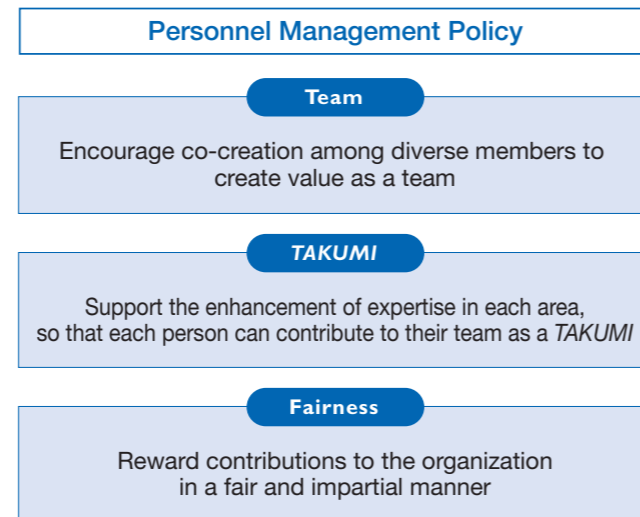 Personnel Management Policy
Team
Encourage co-creation among diverse members to
create value as a team
TAKUMI
Support the enhancement of expertise in each area,
so that each person can contribute to their team as a TAKUMI
Fairness
Reward contributions to the organization
in a fair and impartial manner